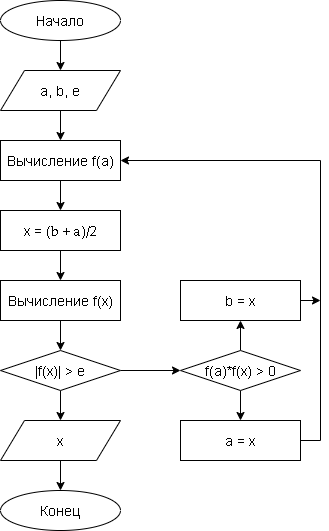 Начало
a, b, e
Вычисление f(a)
x = (b + a)/2
Вычисление f(x)
b = x
|f(x)| > e
f(a)*f(x) > 0
x
a = x
Конец